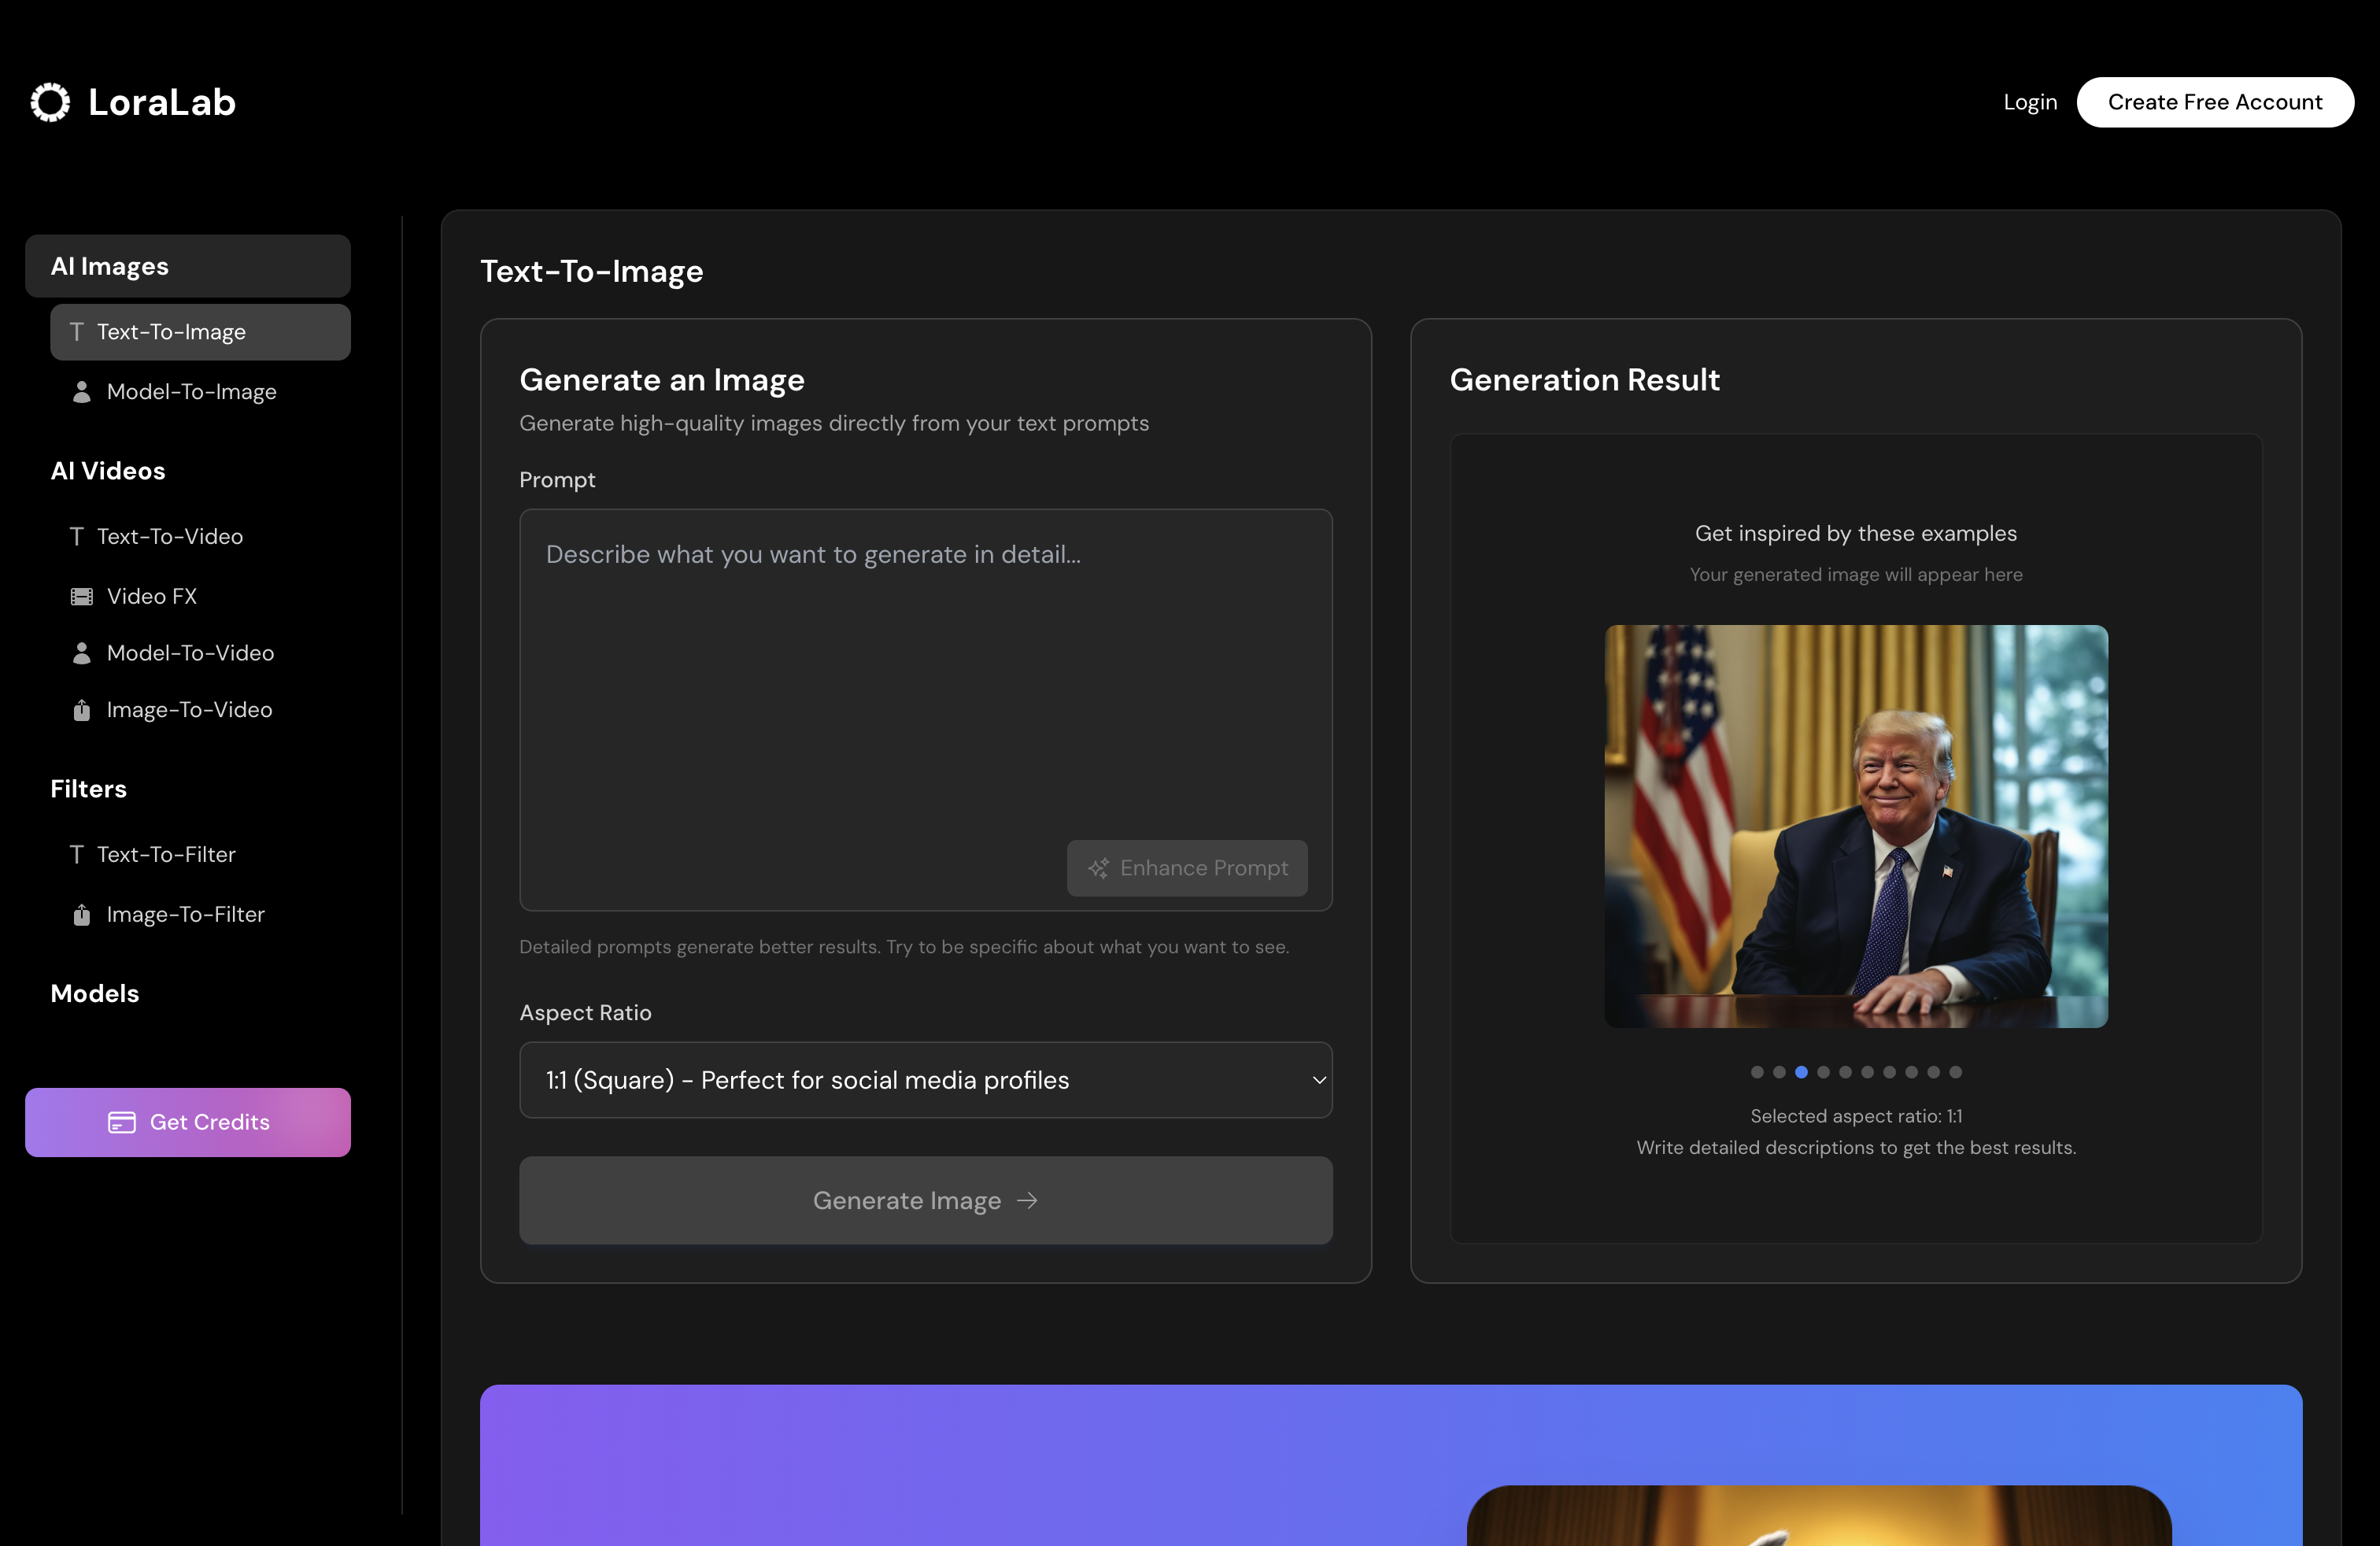 LoraLab
Login
Create Free Account
AI Images
Text-To-Image
Model-To-Image
AI Videos
Text-To-Video
Video FX
Model-To-Video
Image-To-Video
Filters
Text-To-Filter
Image-To-Filter
Models
Get Credits
Text-To-Image
Generate an Image
Generate high-quality images directly from your text prompts
Prompt
Describe what you want to generate in detail...
Enhance Prompt
Detailed prompts generate better results. Try to be specific about what you want to see.
Aspect Ratio
1:1 (Square) - Perfect for social media profiles
Generate Image
Generation Result
Get inspired by these examples
Your generated image will appear here
Selected aspect ratio: 1:1
Write detailed descriptions to get the best results.